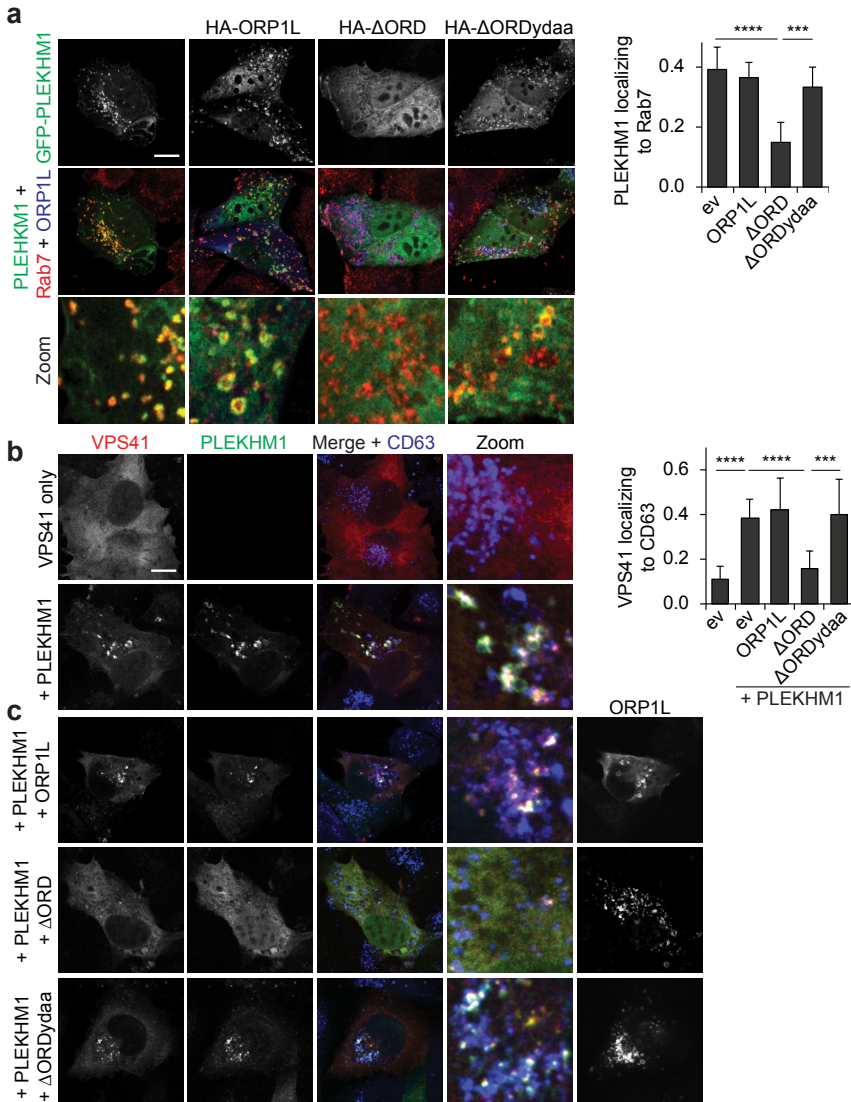 a
HA-ORP1L HA-ΔORD HA-ΔORDydaa
GFP-PLEKHM1
PLEHKM1 +
Rab7 + ORP1L
Zoom
PLEKHM1 localizing
to Rab7
**** ***
0.4
0.2
0.0
ev
ORP1L
ΔORD
ΔORDydaa
b
VPS41 PLEKHM1 Merge + CD63 Zoom
VPS41 only
+ PLEKHM1
VPS41 localizing
to CD63
**** **** ***
0.6
0.4
0.2
0.0
ev
ev
ORP1L
ΔORD
ΔORDydaa
+ PLEKHM1
c
ORP1L
+ PLEKHM1
+ ORP1L
+ PLEKHM1
+ ΔORD
+ PLEKHM1
+ ΔORDydaa